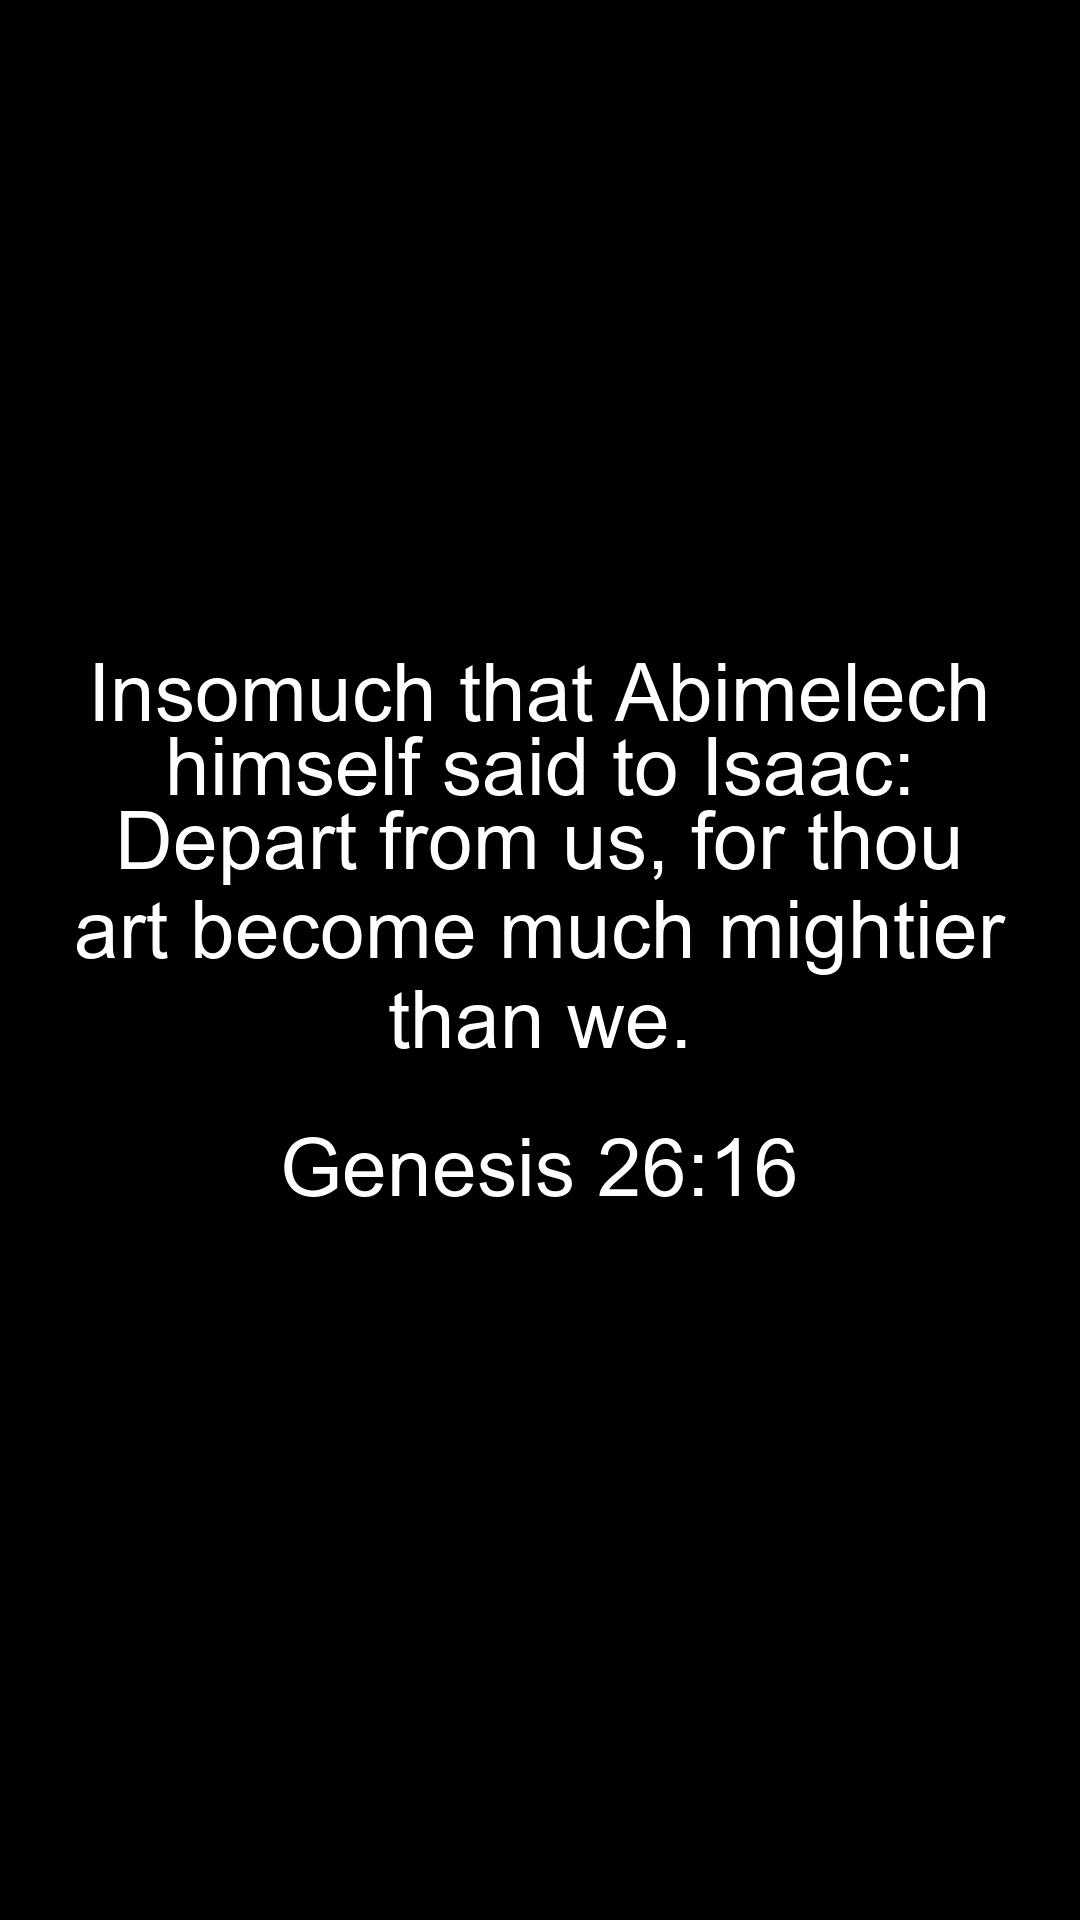 Insomuch that Abimelech
himself said to Isaac:
Depart from us, for thou
art become much mightier
than we.
Genesis 26:16